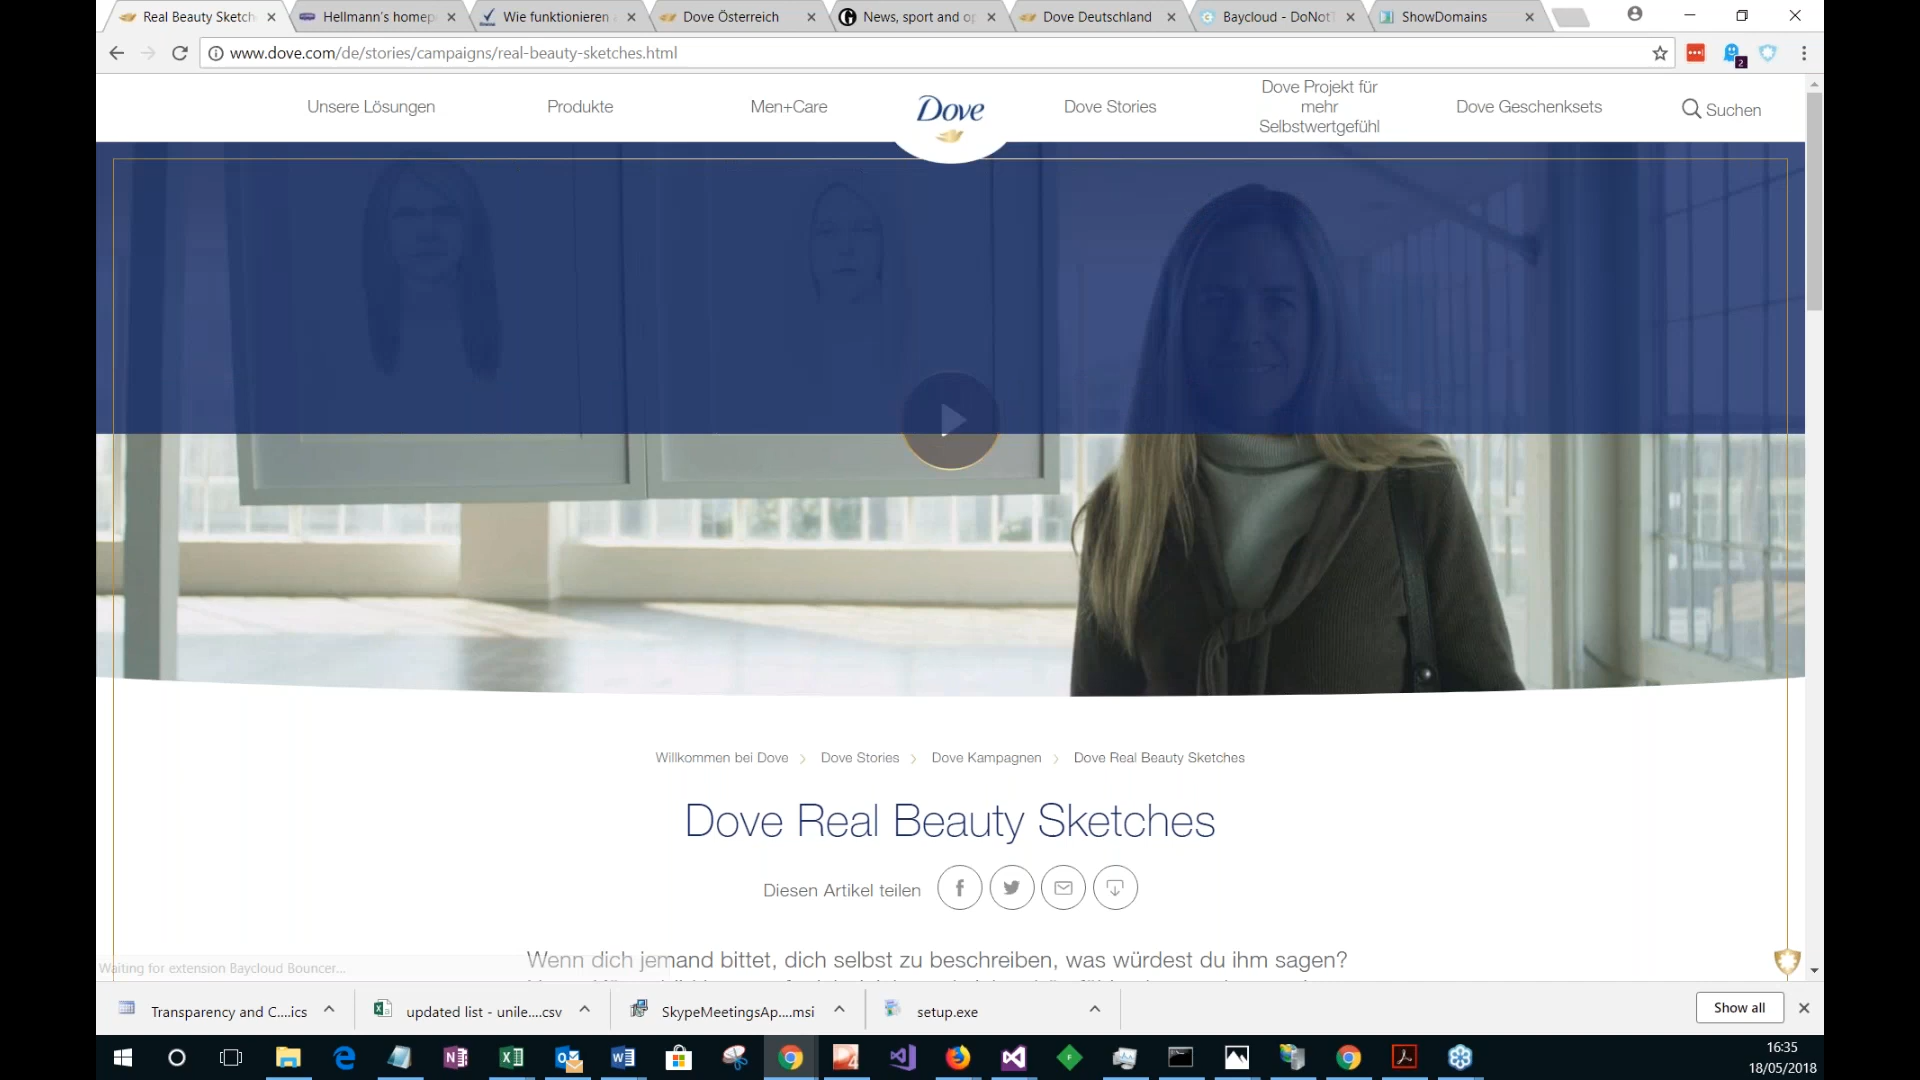 Real Beauty Sketch
Hellmann's homep
Wie funktionieren
Dove Österreich
News, sport and op
Dove Deutschland
Baycloud - DoNotT
ShowDomains
www.dove.com/de/stories/campaigns/real-beauty-sketches.html
2
Unsere Lösungen
Produkte
Men+Care
Dove
Dove Stories
Dove Projekt für
mehr
Selbstwertgefühl
Dove Geschenksets
Suchen
Willkommen bei Dove > Dove Stories > Dove Kampagnen > Dove Real Beauty Sketches
Dove Real Beauty Sketches
Diesen Artikel teilen
Wenn dich jemand bittet, dich selbst zu beschreiben, was würdest du ihm sagen?
Waiting for extension Baycloud Bouncer...
Transparency and C....ics
updated list - unile....csv
SkypeMeetingsAp....msi
setup.exe
Show all
16:35
18/05/2018